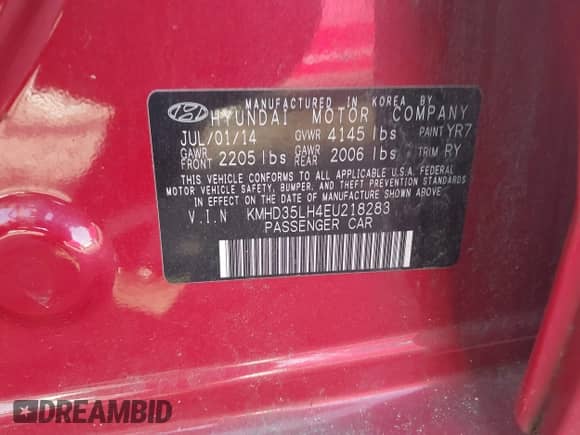 MANUFACTURED IN KOREA BY
HYUNDAI MOTOR COMPANY
JUL/01/14 GVWR 4145 lbs PAINT YR7
GAWR FRONT 2205 lbs GAWR REAR 2006 lbs TRIM RY
THIS VEHICLE CONFORMS TO ALL APPLICABLE U.S.A. FEDERAL
MOTOR VEHICLE SAFETY, BUMPER, AND THEFT PREVENTION STANDARDS
IN EFFECT ON THE DATE OF MANUFACTURE SHOWN ABOVE.
V.I.N KMHD35LH4EU218283
PASSENGER CAR
DREAMBID